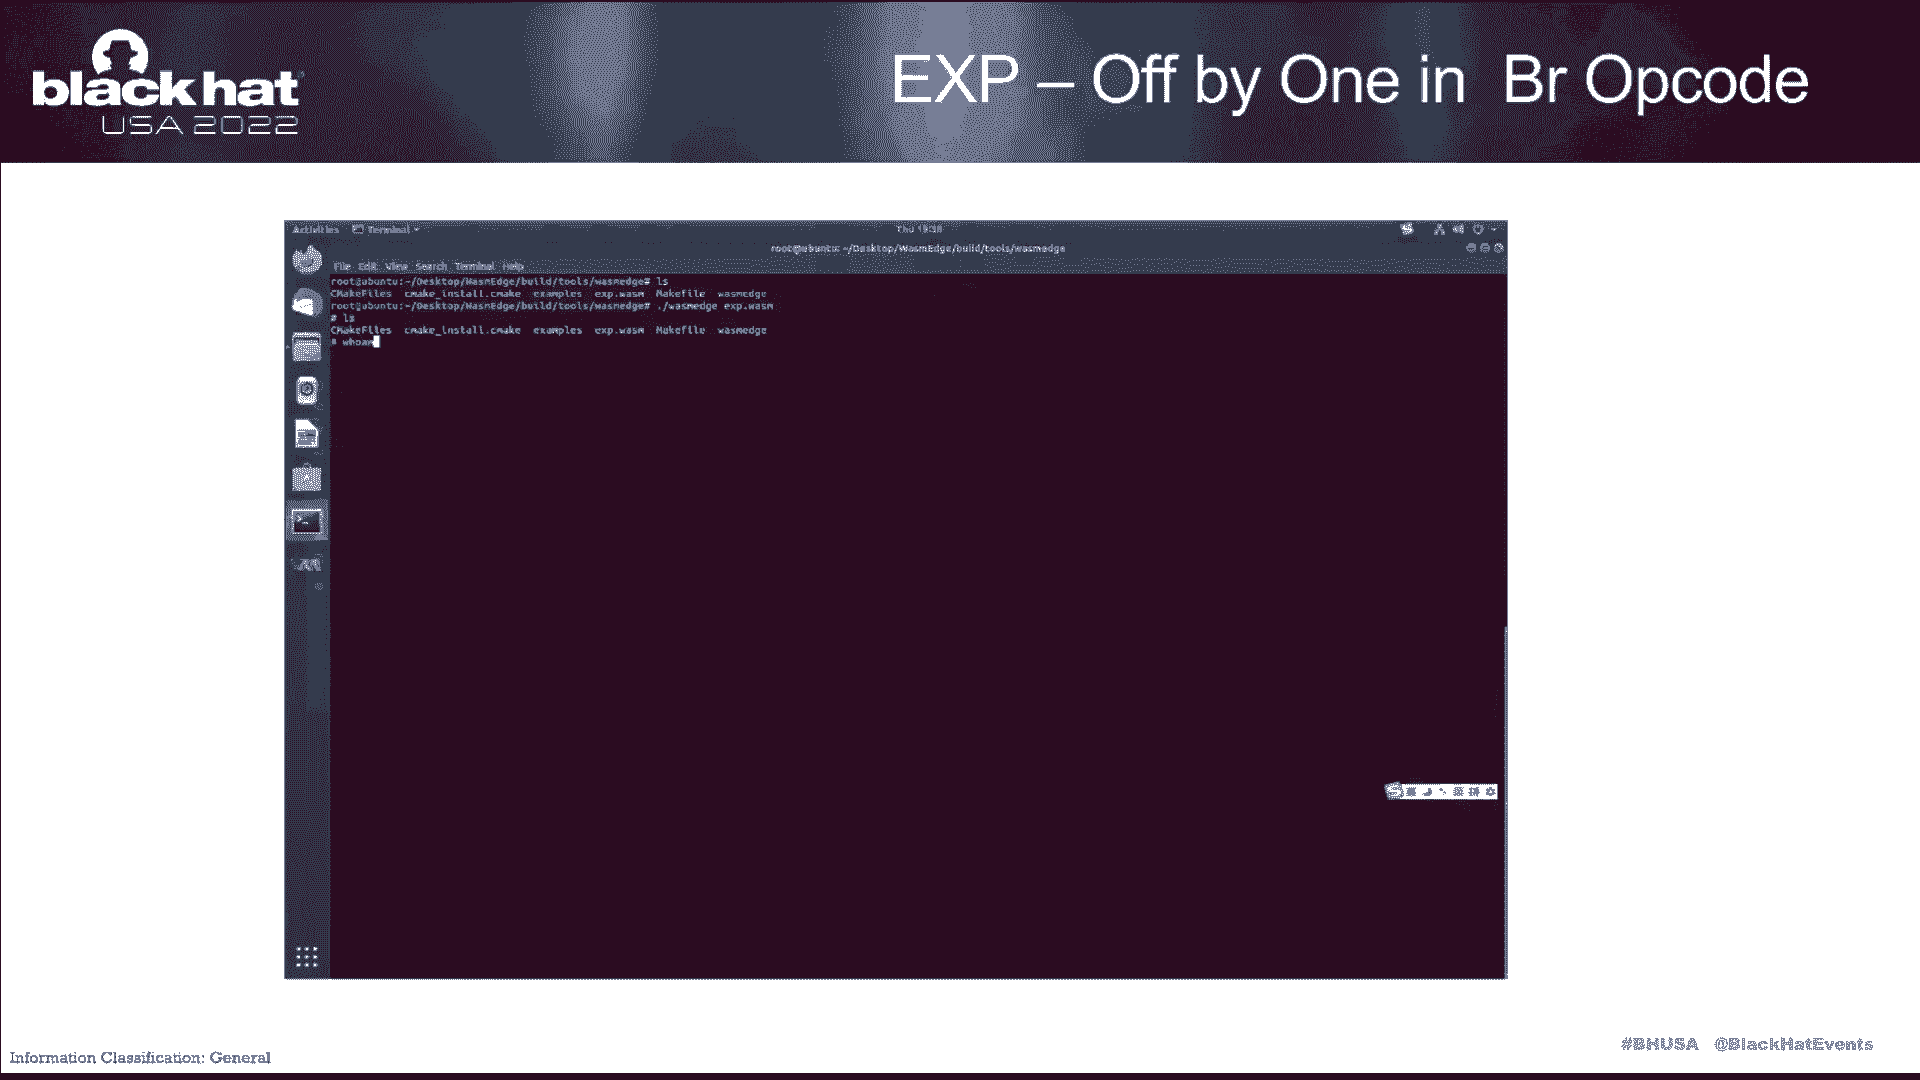 black hat
USA 2022
EXP – Off by One in Br Opcode
Activities Terminal
root@ubuntu: ~/Desktop/WasmEdge/build/tools/wasmedge
File Edit View Search Terminal Help
root@ubuntu:~/Desktop/WasmEdge/build/tools/wasmedge# ls
CMakeFiles cmake_install.cmake examples exp.wasm Makefile wasmedge
root@ubuntu:~/Desktop/WasmEdge/build/tools/wasmedge# ./wasmedge exp.wasm
# ls
CMakeFiles cmake_install.cmake examples exp.wasm Makefile wasmedge
# whoam
Information Classification: General
#BHUSA @BlackHatEvents